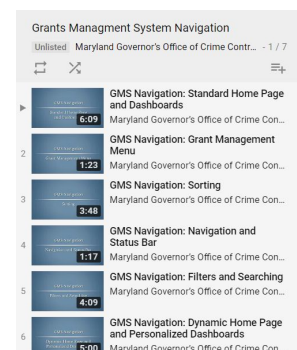 Grants Managment System Navigation
Unlisted Maryland Governor's Office of Crime Contr... - 1 / 7
6:09
GMS Navigation: Standard Home Page
and Dashboards
Maryland Governor's Office of Crime Con...
2
1:23
GMS Navigation: Grant Management
Menu
Maryland Governor's Office of Crime Con...
3
3:48
GMS Navigation: Sorting
Maryland Governor's Office of Crime Con...
4
1:17
GMS Navigation: Navigation and
Status Bar
Maryland Governor's Office of Crime Con...
5
4:09
GMS Navigation: Filters and Searching
Maryland Governor's Office of Crime Con...
6
5:00
GMS Navigation: Dynamic Home Page
and Personalized Dashboards
Maryland Governor's Office of Crime Con...